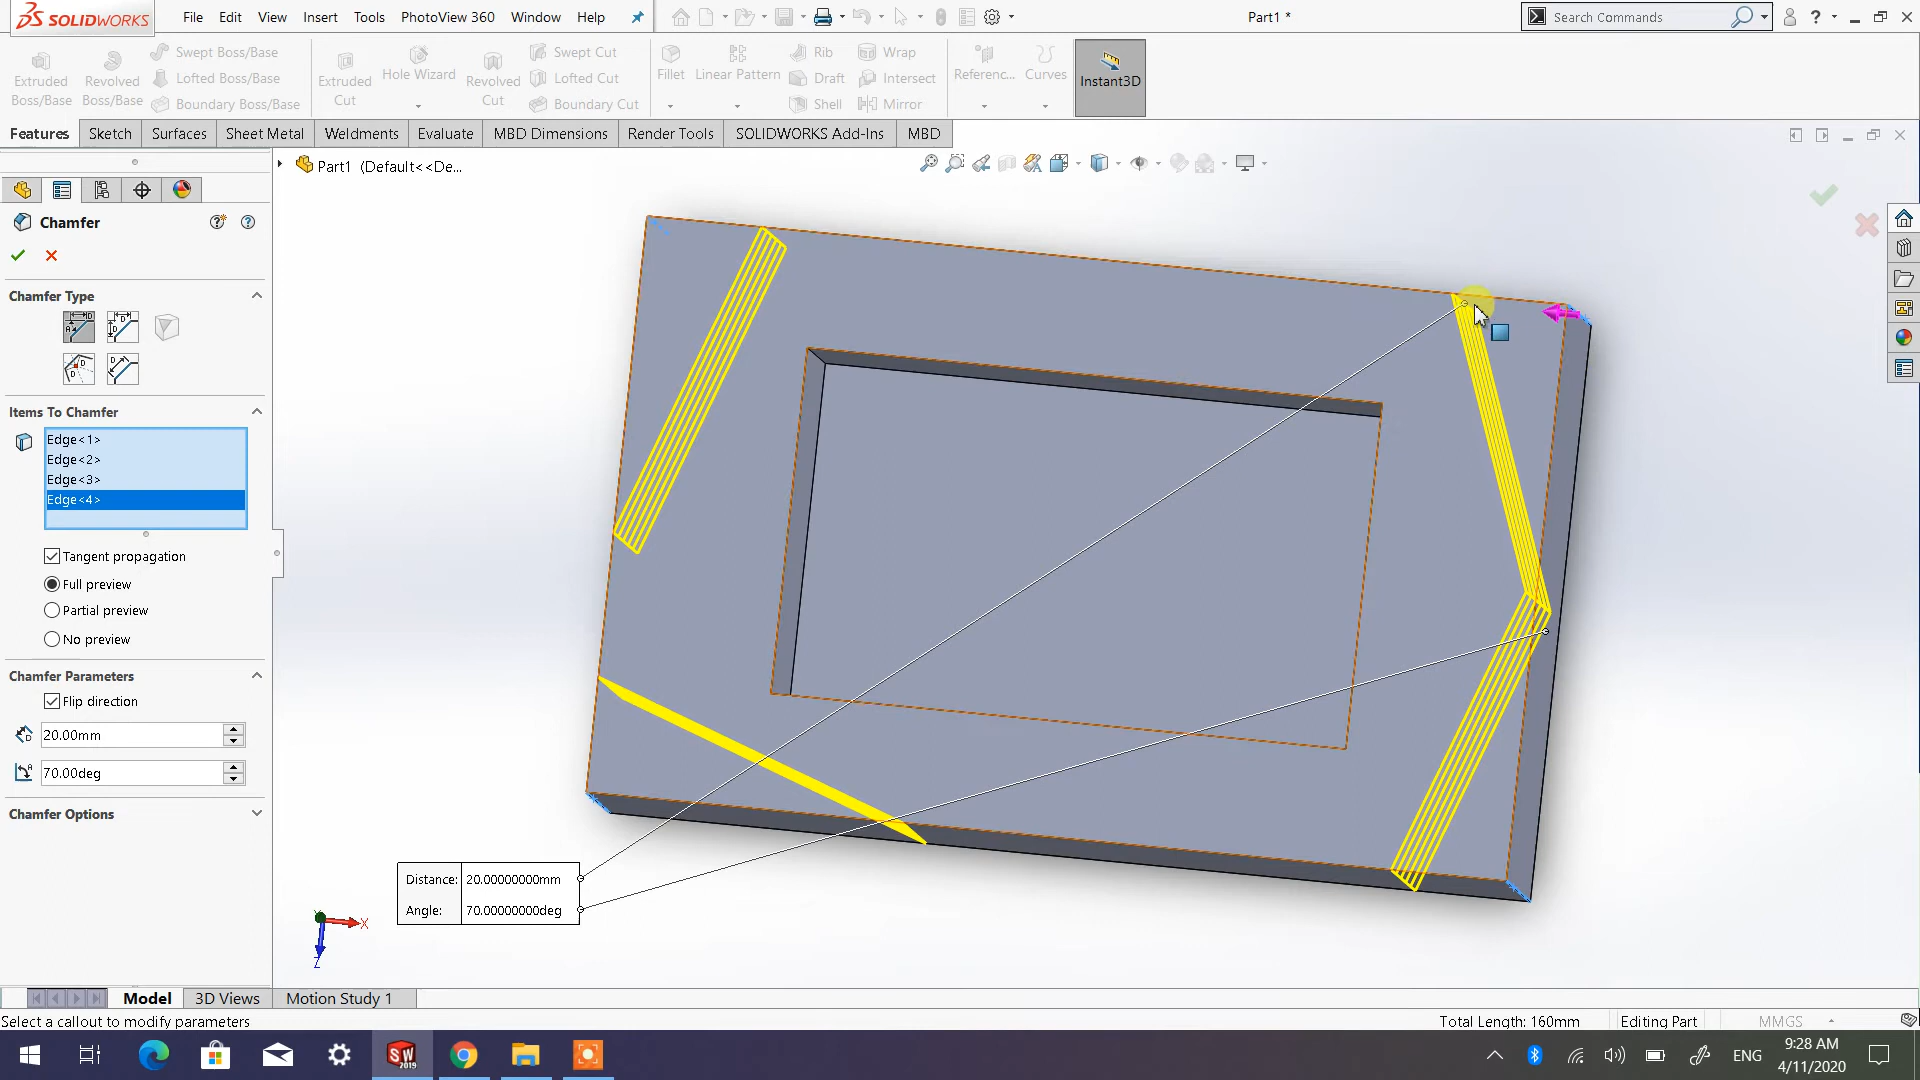 SOLIDWORKS File Edit View Insert Tools PhotoView 360 Window Help Part1 * Search Commands
Extruded Boss/Base
Revolved Boss/Base
Swept Boss/Base
Lofted Boss/Base
Boundary Boss/Base
Extruded Cut
Hole Wizard
Revolved Cut
Swept Cut
Lofted Cut
Boundary Cut
Fillet
Linear Pattern
Rib
Draft
Shell
Wrap
Intersect
Mirror
Referenc...
Curves
Instant3D
Features Sketch Surfaces Sheet Metal Weldments Evaluate MBD Dimensions Render Tools SOLIDWORKS Add-Ins MBD
Part1 (Default<<De...
Chamfer
Chamfer Type
Items To Chamfer
Edge<1>
Edge<2>
Edge<3>
Edge<4>
Tangent propagation
Full preview
Partial preview
No preview
Chamfer Parameters
Flip direction
20.00mm
70.00deg
Chamfer Options
Distance: 20.00000000mm
Angle: 70.00000000deg
X
Z
Model 3D Views Motion Study 1
Select a callout to modify parameters Total Length: 160mm Editing Part MMGS
SW 2019
ENG
9:28 AM
4/11/2020